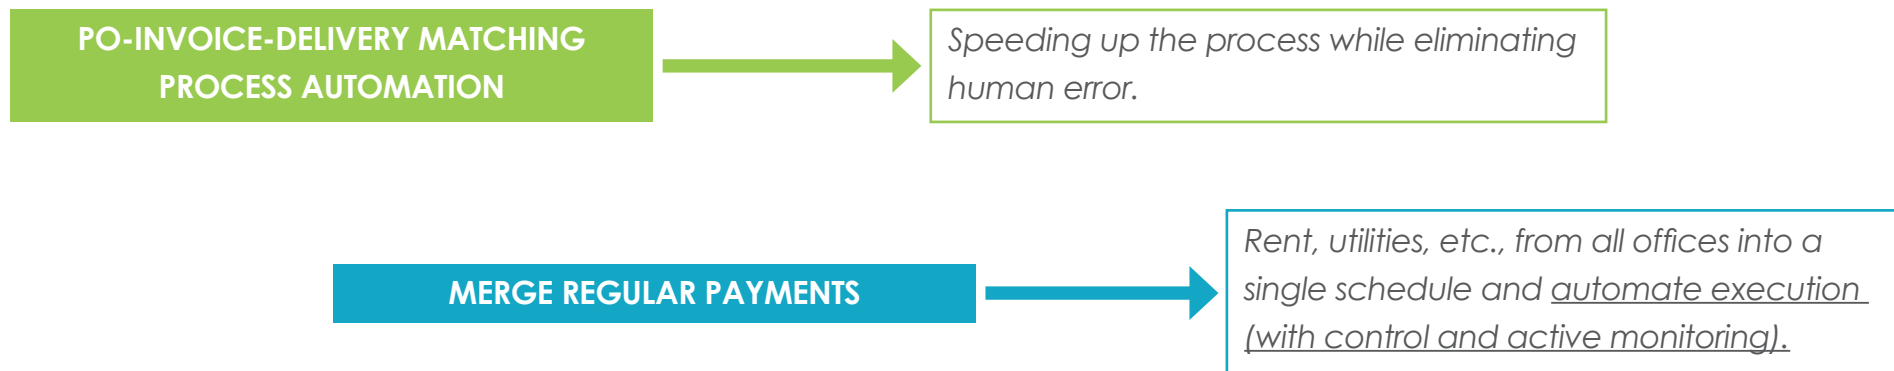 PO-INVOICE-DELIVERY MATCHING
PROCESS AUTOMATION
Speeding up the process while eliminating
human error.
MERGE REGULAR PAYMENTS
Rent, utilities, etc., from all offices into a
single schedule and automate execution
(with control and active monitoring).